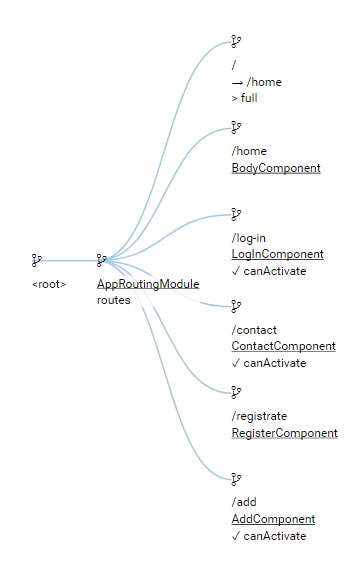 /
→ /home
> full
/home
BodyComponent
/log-in
LogInComponent
✓ canActivate
<root>
AppRoutingModule
routes
/contact
ContactComponent
✓ canActivate
/registrate
RegisterComponent
/add
AddComponent
✓ canActivate